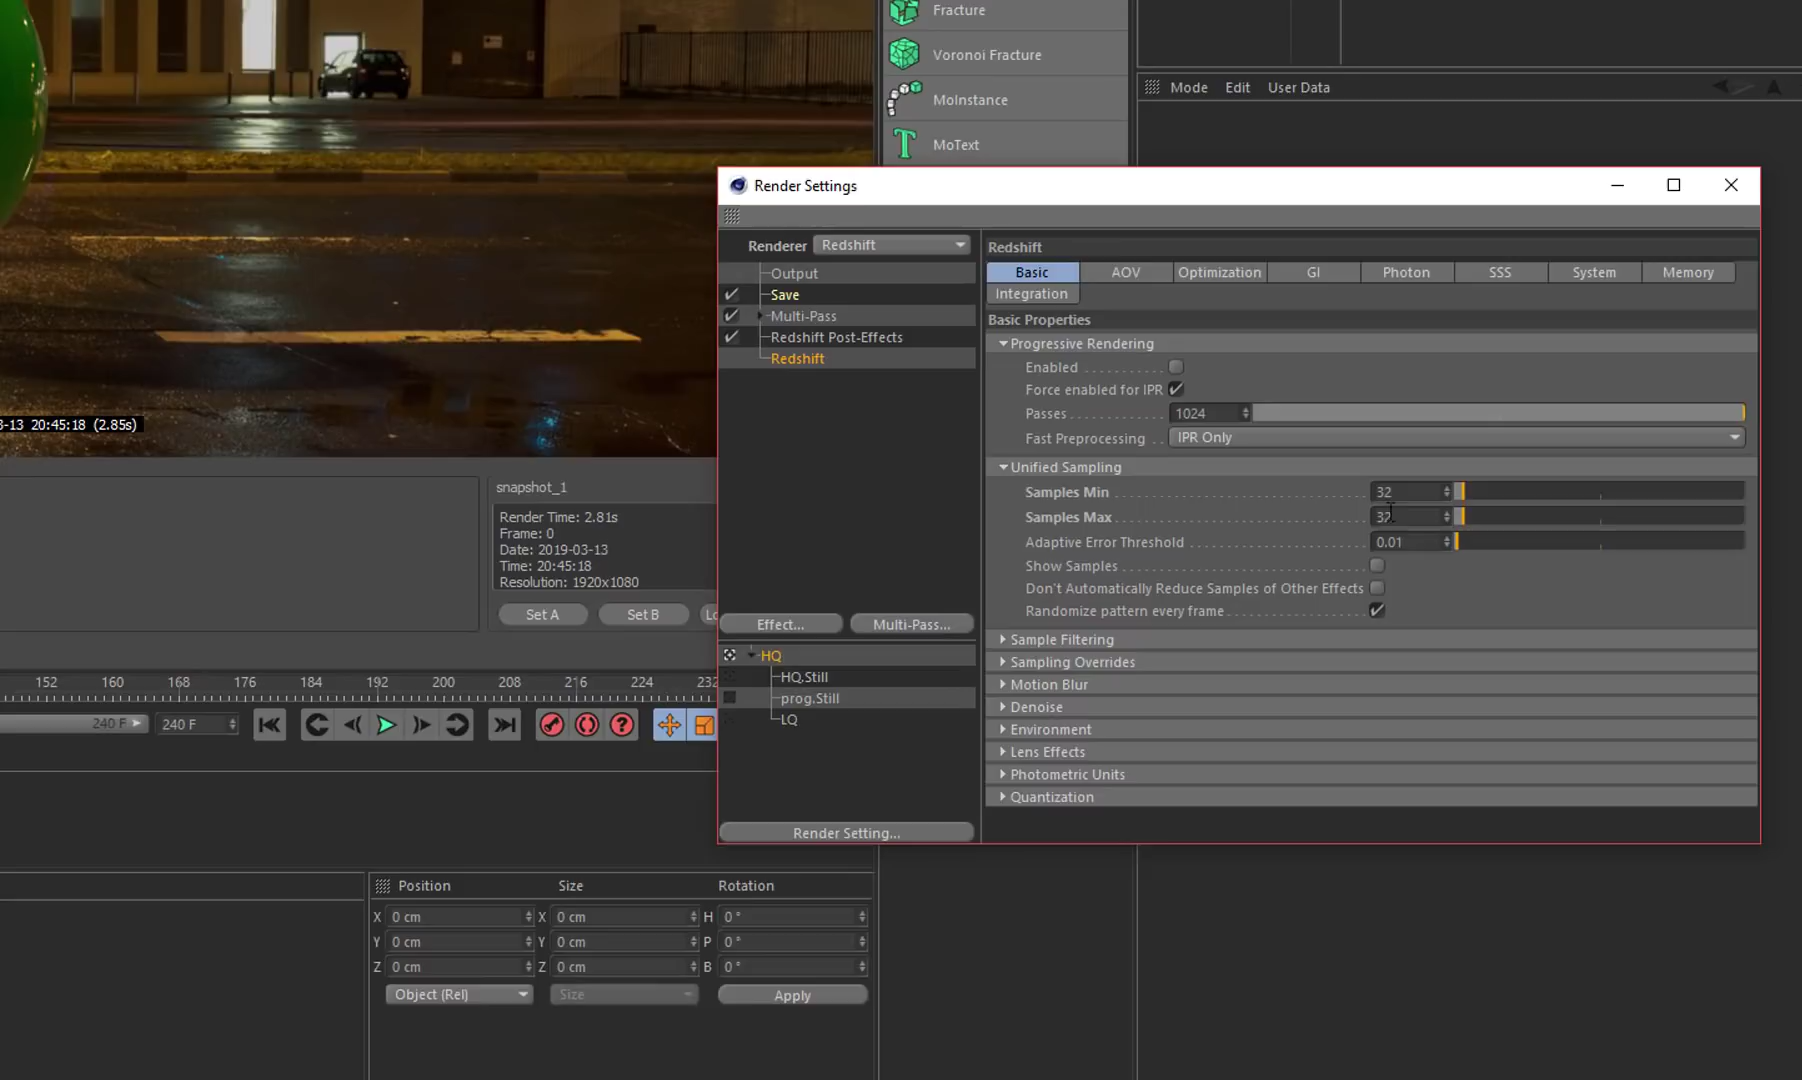 Fracture
Voronoi Fracture
MoInstance
MoText
Mode Edit User Data
Render Settings
Renderer Redshift
Output
Save
Multi-Pass
Redshift Post-Effects
Redshift
Effect... Multi-Pass...
HQ
HQ.Still
prog.Still
LQ
Render Setting...
Redshift
Basic AOV Optimization GI Photon SSS System Memory
Integration
Basic Properties
Progressive Rendering
Enabled
Force enabled for IPR
Passes 1024
Fast Preprocessing IPR Only
Unified Sampling
Samples Min 32
Samples Max 32
Adaptive Error Threshold 0.01
Show Samples
Don't Automatically Reduce Samples of Other Effects
Randomize pattern every frame
Sample Filtering
Sampling Overrides
Motion Blur
Denoise
Environment
Lens Effects
Photometric Units
Quantization
3-13 20:45:18 (2.85s)
snapshot_1
Render Time: 2.81s
Frame: 0
Date: 2019-03-13
Time: 20:45:18
Resolution: 1920x1080
Set A Set B
152 160 168 176 184 192 200 208 216 224 232
240 F 240 F
Position Size Rotation
X 0 cm X 0 cm H 0 °
Y 0 cm Y 0 cm P 0 °
Z 0 cm Z 0 cm B 0 °
Object (Rel) Size Apply